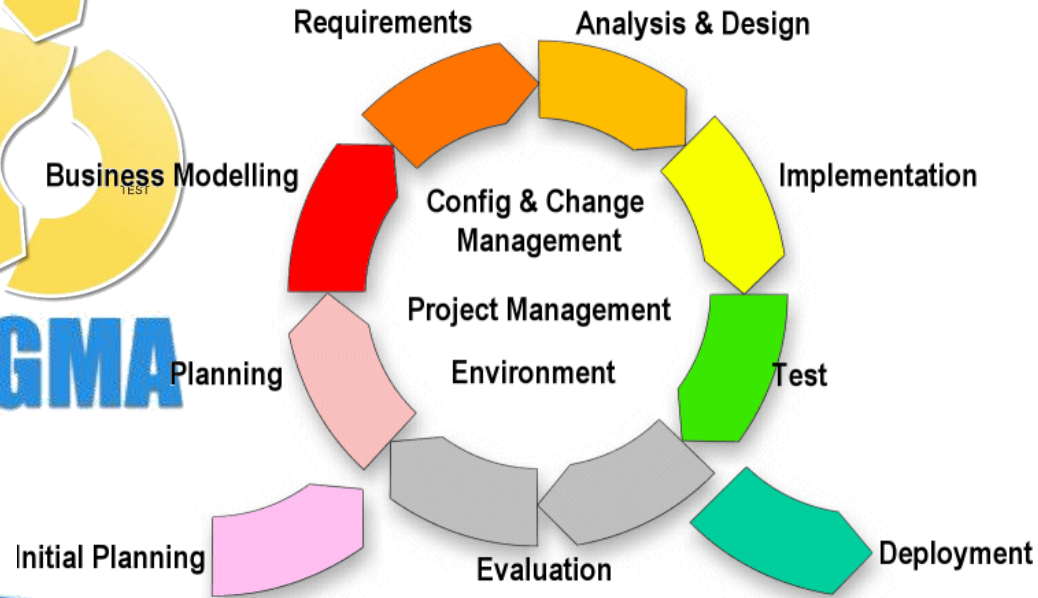 Requirements
Analysis & Design
Business Modelling
TEST
Implementation
Config & Change
Management
Project Management
Environment
GMA
Planning
Test
Initial Planning
Evaluation
Deployment